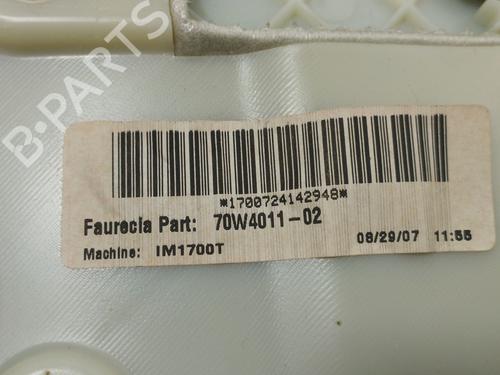 B-PARTS
*1700724142948*
Faurecia Part: 70W4011-02
Machine: IM1700T 08/29/07 11:55